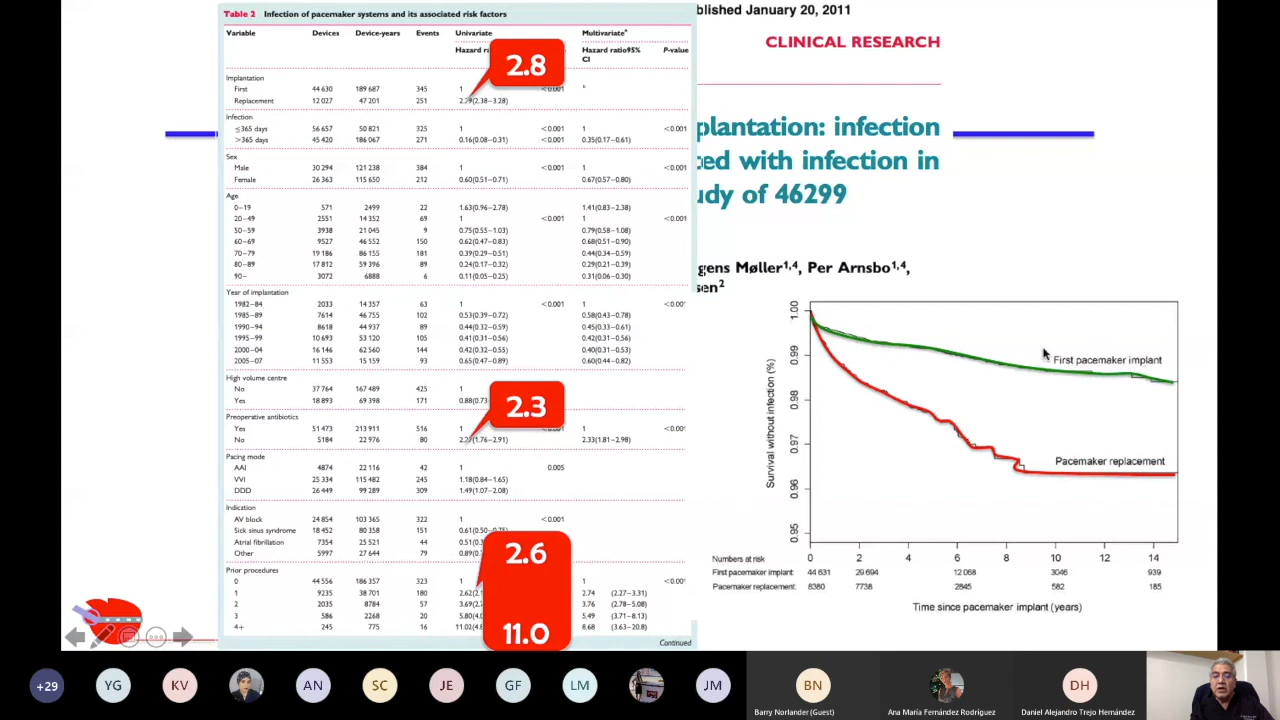 Table 2 Infection of pacemaker systems and its associated risk factors
Variable Devices Device-years Events Univariate Multivariateᵃ
Hazard ra Hazard ratio95% CI P-value
2.8
Implantation
First 44 630 189 687 345 1 <0.001 b
Replacement 12 027 47 201 251 2.79(2.38–3.28)
Infection
≤365 days 56 657 50 821 325 1 <0.001 1 <0.001
>365 days 45 420 186 067 271 0.16(0.08–0.31) <0.001 0.35(0.17–0.61)
Sex
Male 30 294 121 238 384 1 <0.001 1 <0.001
Female 26 363 115 650 212 0.60(0.51–0.71) 0.67(0.57–0.80)
Age
0–19 571 2499 22 1.63(0.96–2.78) 1.41(0.83–2.38)
20–49 2551 14 352 69 1 <0.001 1 <0.001
50–59 3938 21 045 9 0.75(0.55–1.03) 0.79(0.58–1.08)
60–69 9527 46 552 150 0.62(0.47–0.83) 0.68(0.51–0.90)
70–79 19 186 86 155 181 0.39(0.29–0.51) 0.44(0.34–0.59)
80–89 17 812 59 396 89 0.24(0.17–0.32) 0.29(0.21–0.39)
90– 3072 6888 6 0.11(0.05–0.25) 0.31(0.06–0.30)
Year of implantation
1982–84 2033 14 357 63 1 <0.001 1 <0.00
1985–89 7614 46 755 102 0.53(0.39–0.72) 0.58(0.43–0.78)
1990–94 8618 44 937 89 0.44(0.32–0.59) 0.45(0.33–0.61)
1995–99 10 693 53 120 105 0.41(0.31–0.56) 0.42(0.31–0.56)
2000–04 16 146 62 560 144 0.42(0.32–0.55) 0.40(0.31–0.53)
2005–07 11 553 15 159 93 0.65(0.47–0.89) 0.60(0.44–0.82)
High volume centre
No 37 764 167 489 425 1
Yes 18 893 69 398 171 0.88(0.73
2.3
Preoperative antibiotics
Yes 51 473 213 911 516 1 1 <0.00
No 5184 22 976 80 (1.76–2.91) 2.33(1.81–2.98)
Pacing mode
AAI 4874 22 116 42 1 0.005
VVI 25 334 115 482 245 1.18(0.84–1.65)
DDD 26 449 99 289 309 1.49(1.07–2.08)
Indication
AV block 24 854 103 365 322 1 <0.001
Sick sinus syndrome 18 452 80 358 151 0.61(0.50–0.75)
Atrial fibrillation 7354 25 521 44 0.51(0.3
Other 5997 27 644 79 0.89(0.
2.6
11.0
Prior procedures
0 44 556 186 357 323 1 1 <0.00
1 9235 38 701 180 2.62(2. 2.74 (2.27–3.31)
2 2035 8784 57 3.69(2. 3.76 (2.78–5.08)
3 586 2268 20 5.80(4. 5.49 (3.71–8.13)
4+ 245 775 16 11.02(4. 8.68 (3.63–20.8)
Continued
blished January 20, 2011
CLINICAL RESEARCH
plantation: infection
ted with infection in
udy of 46299
gens Møller¹,⁴, Per Arnsbo¹,⁴,
sen²
Survival without infection (%)
1.00
0.99
0.98
0.97
0.96
0.95
First pacemaker implant
Pacemaker replacement
0 2 4 6 8 10 12 14
Numbers at risk
First pacemaker implant: 44 631 29 694 12 068 3046 939
Pacemaker replacement: 8380 7738 2845 582 185
Time since pacemaker implant (years)
+29 YG KV AN SC JE GF LM JM BN DH
Barry Norlander (Guest) Ana María Fernández Rodríguez Daniel Alejandro Trejo Hernández